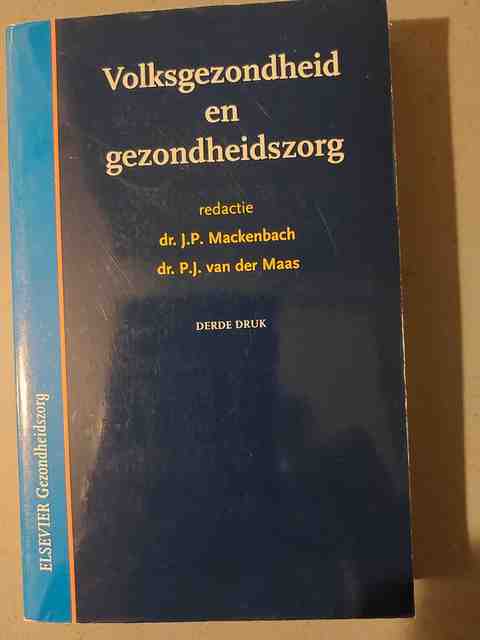 Volksgezondheid
en
gezondheidszorg
redactie
dr. J.P. Mackenbach
dr. P.J. van der Maas
DERDE DRUK
ELSEVIER Gezondheidszorg